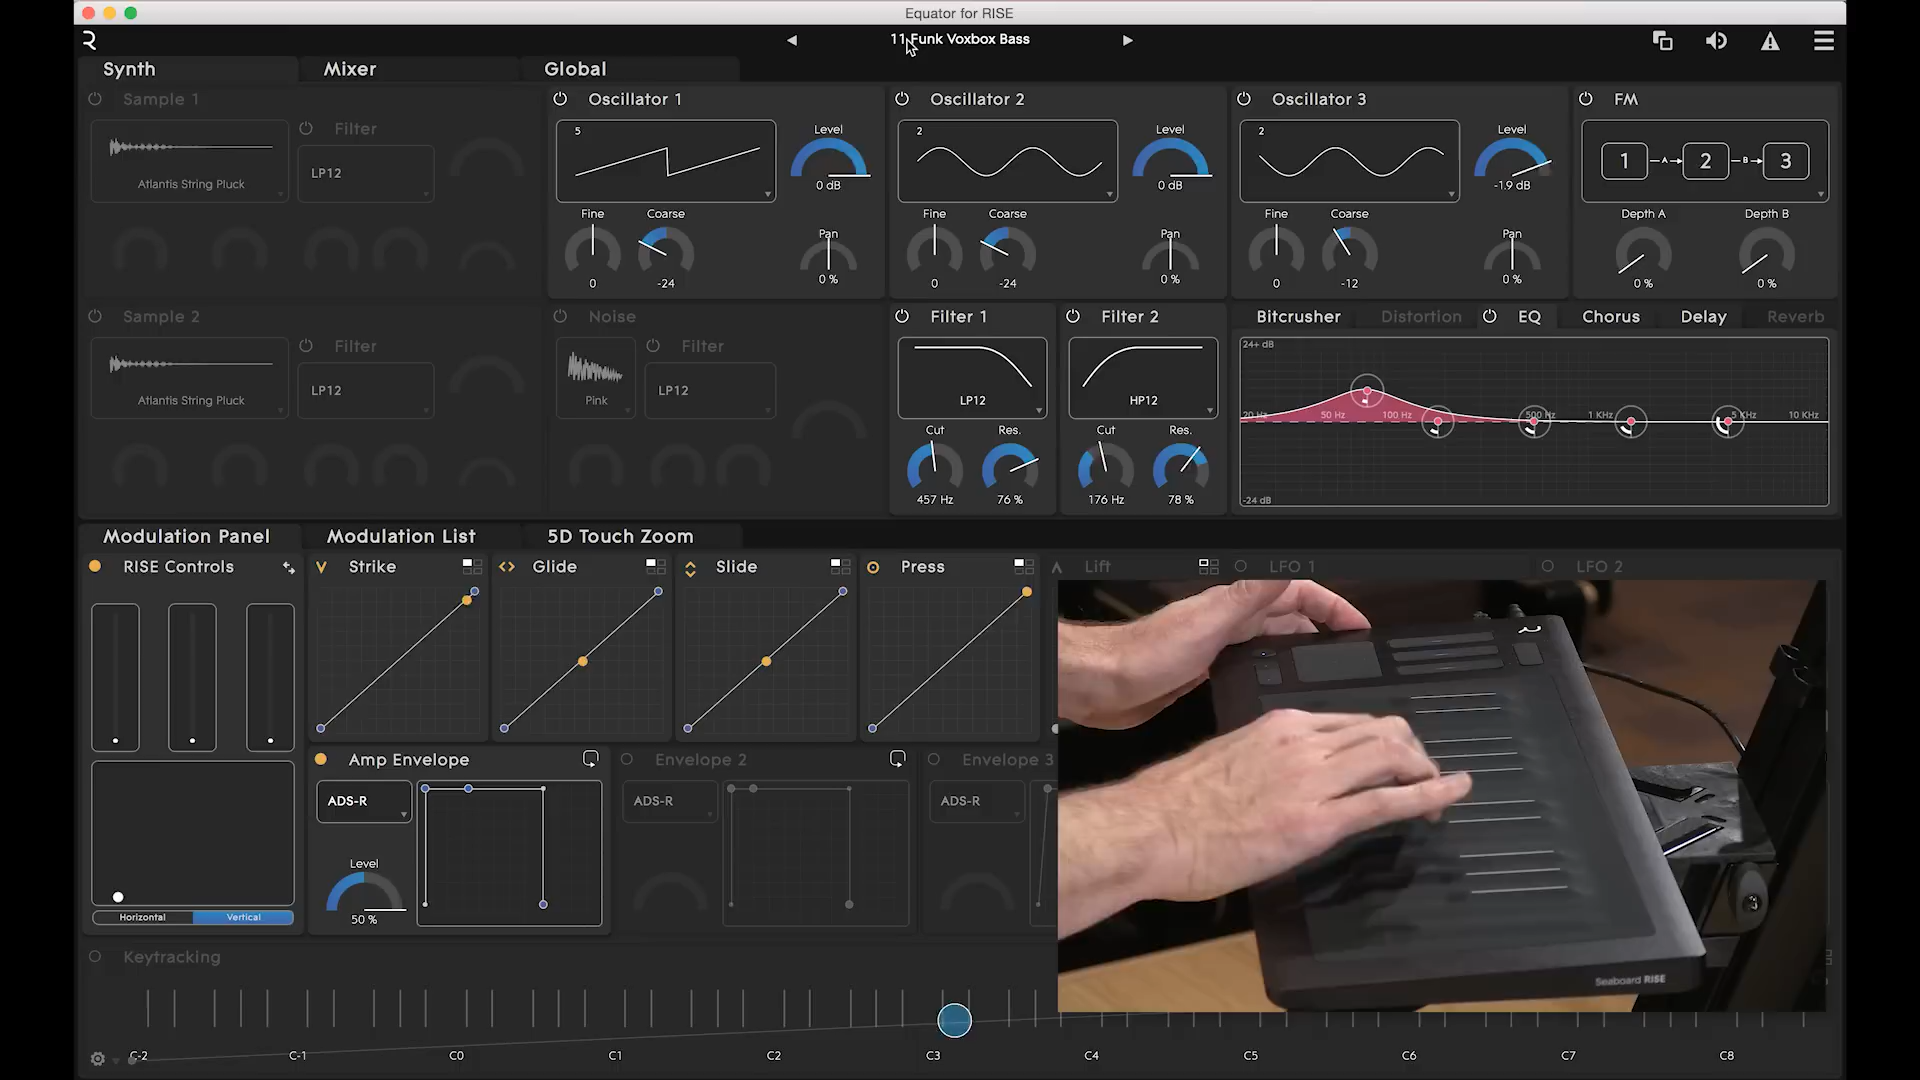 Equator for RISE
11 Funk Voxbox Bass
Synth
Mixer
Global
Sample 1
Filter
Atlantis String Pluck
LP12
Oscillator 1
5
Level
0 dB
Fine
Coarse
Pan
0
-24
0 %
Oscillator 2
2
Level
0 dB
Fine
Coarse
Pan
0
-24
0 %
Oscillator 3
2
Level
-1.9 dB
Fine
Coarse
Pan
0
-12
0 %
FM
1 A 2 B 3
Depth A
Depth B
0 %
0 %
Sample 2
Filter
Atlantis String Pluck
LP12
Noise
Filter
Pink
LP12
Filter 1
LP12
Cut
Res.
457 Hz
76 %
Filter 2
HP12
Cut
Res.
176 Hz
78 %
Bitcrusher
Distortion
EQ
Chorus
Delay
Reverb
24+ dB
20 Hz
50 Hz
100 Hz
500 Hz
1 KHz
5 KHz
10 KHz
-24 dB
Modulation Panel
Modulation List
5D Touch Zoom
RISE Controls
Strike
Glide
Slide
Press
Lift
LFO 1
LFO 2
Horizontal
Vertical
Amp Envelope
ADS-R
Level
50 %
Envelope 2
ADS-R
Envelope 3
ADS-R
Seaboard RISE
Keytracking
C-2
C-1
C0
C1
C2
C3
C4
C5
C6
C7
C8